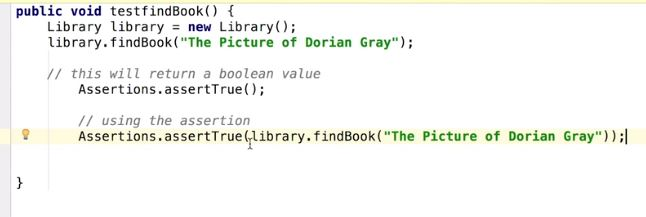 public void testfindBook() {
Library library = new Library();
library.findBook("The Picture of Dorian Gray");
// this will return a boolean value
Assertions.assertTrue();
// using the assertion
Assertions.assertTrue(library.findBook("The Picture of Dorian Gray"));
}